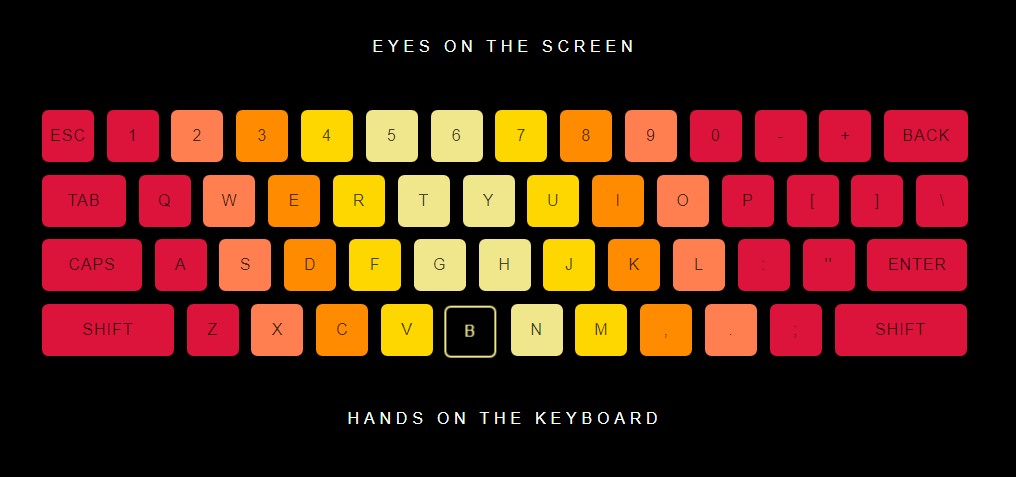 EYES ON THE SCREEN
ESC 1 2 3 4 5 6 7 8 9 0 - + BACK
TAB Q W E R T Y U I O P [ ] \
CAPS A S D F G H J K L : " ENTER
SHIFT Z X C V B N M , . ; SHIFT
HANDS ON THE KEYBOARD